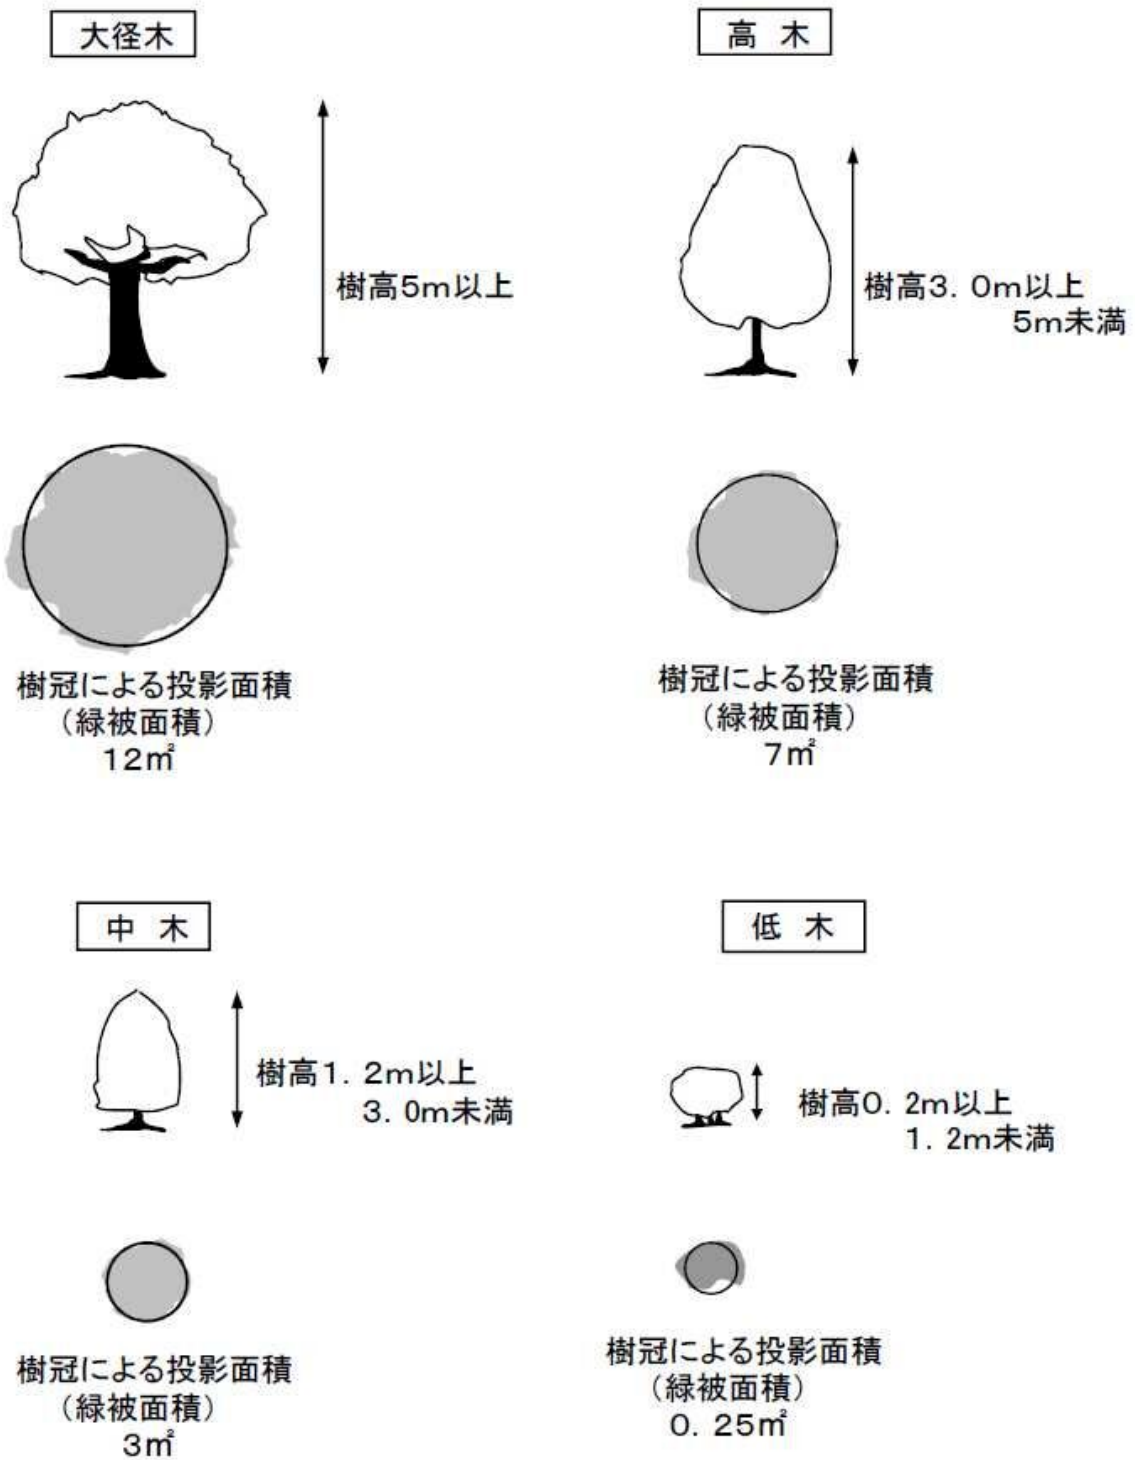 大径木
樹高5m以上
樹冠による投影面積
(緑被面積)
12㎡
高 木
樹高3.0m以上
5m未満
樹冠による投影面積
(緑被面積)
7㎡
中 木
樹高1.2m以上
3.0m未満
樹冠による投影面積
(緑被面積)
3㎡
低 木
樹高0.2m以上
1.2m未満
樹冠による投影面積
(緑被面積)
0.25㎡